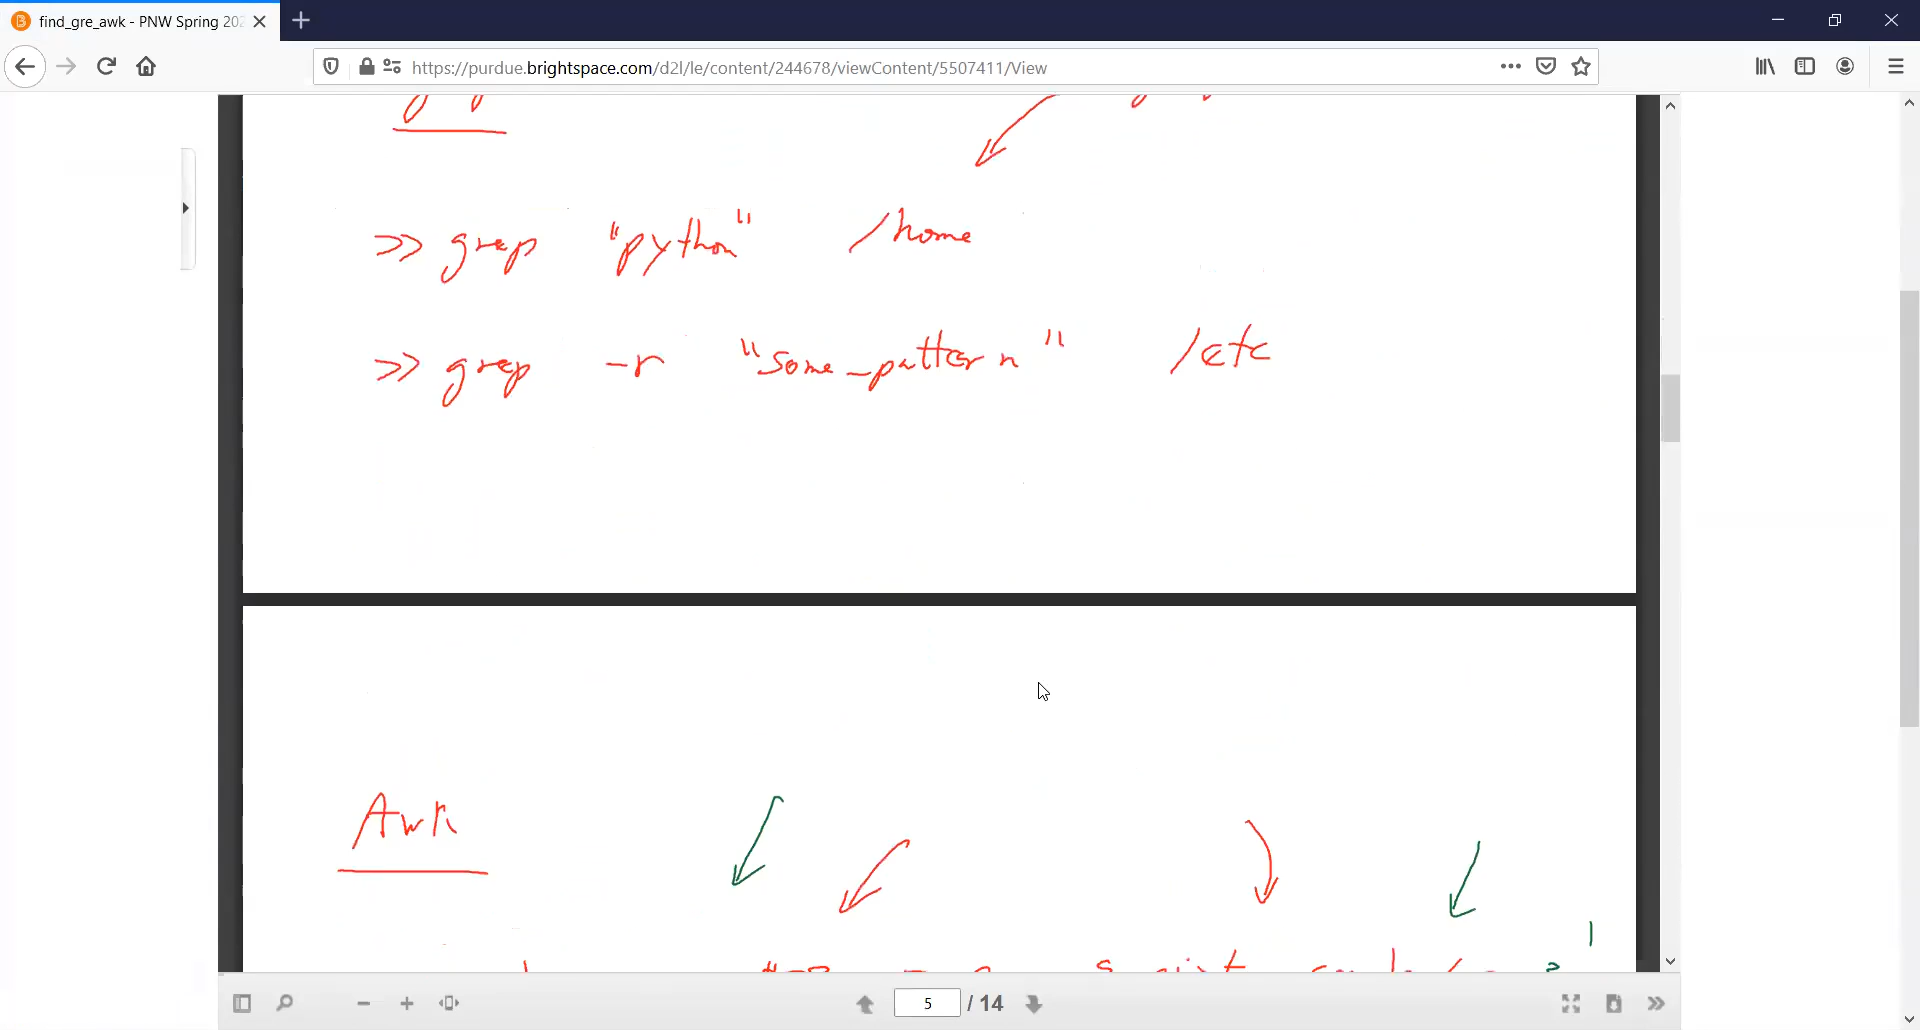 find_gre_awk - PNW Spring 202
https://purdue.brightspace.com/d2l/le/content/244678/viewContent/5507411/View
>> grep "python" /home
>> grep -r "some_pattern" /etc
Awk
5 / 14